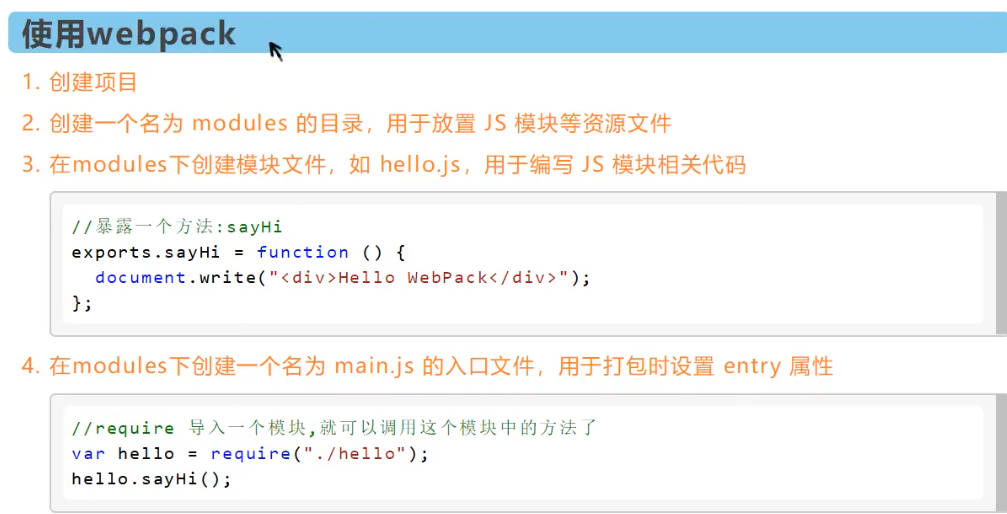 使用webpack
1. 创建项目
2. 创建一个名为 modules 的目录，用于放置 JS 模块等资源文件
3. 在modules下创建模块文件，如 hello.js，用于编写 JS 模块相关代码
//暴露一个方法:sayHi
exports.sayHi = function () {
  document.write("<div>Hello WebPack</div>");
};
4. 在modules下创建一个名为 main.js 的入口文件，用于打包时设置 entry 属性
//require 导入一个模块,就可以调用这个模块中的方法了
var hello = require("./hello");
hello.sayHi();